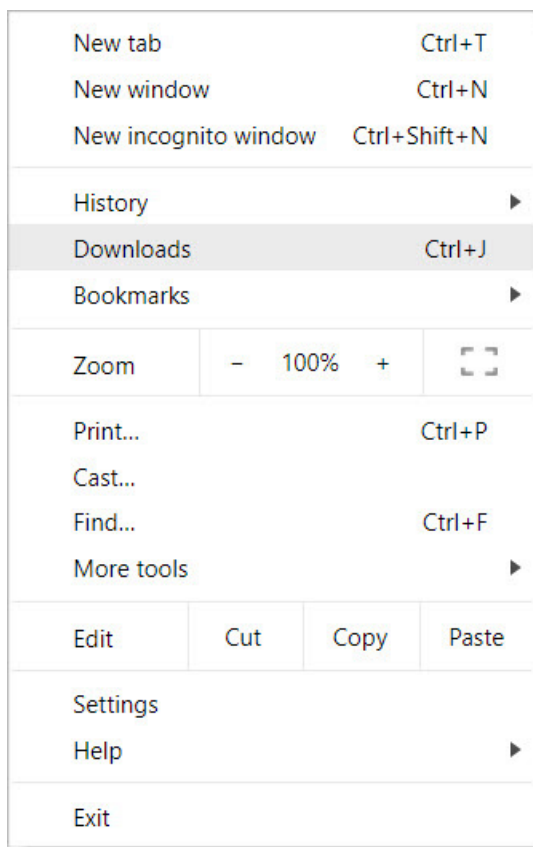 New tab Ctrl+T
New window Ctrl+N
New incognito window Ctrl+Shift+N
History
Downloads Ctrl+J
Bookmarks
Zoom − 100% +
Print... Ctrl+P
Cast...
Find... Ctrl+F
More tools
Edit Cut Copy Paste
Settings
Help
Exit